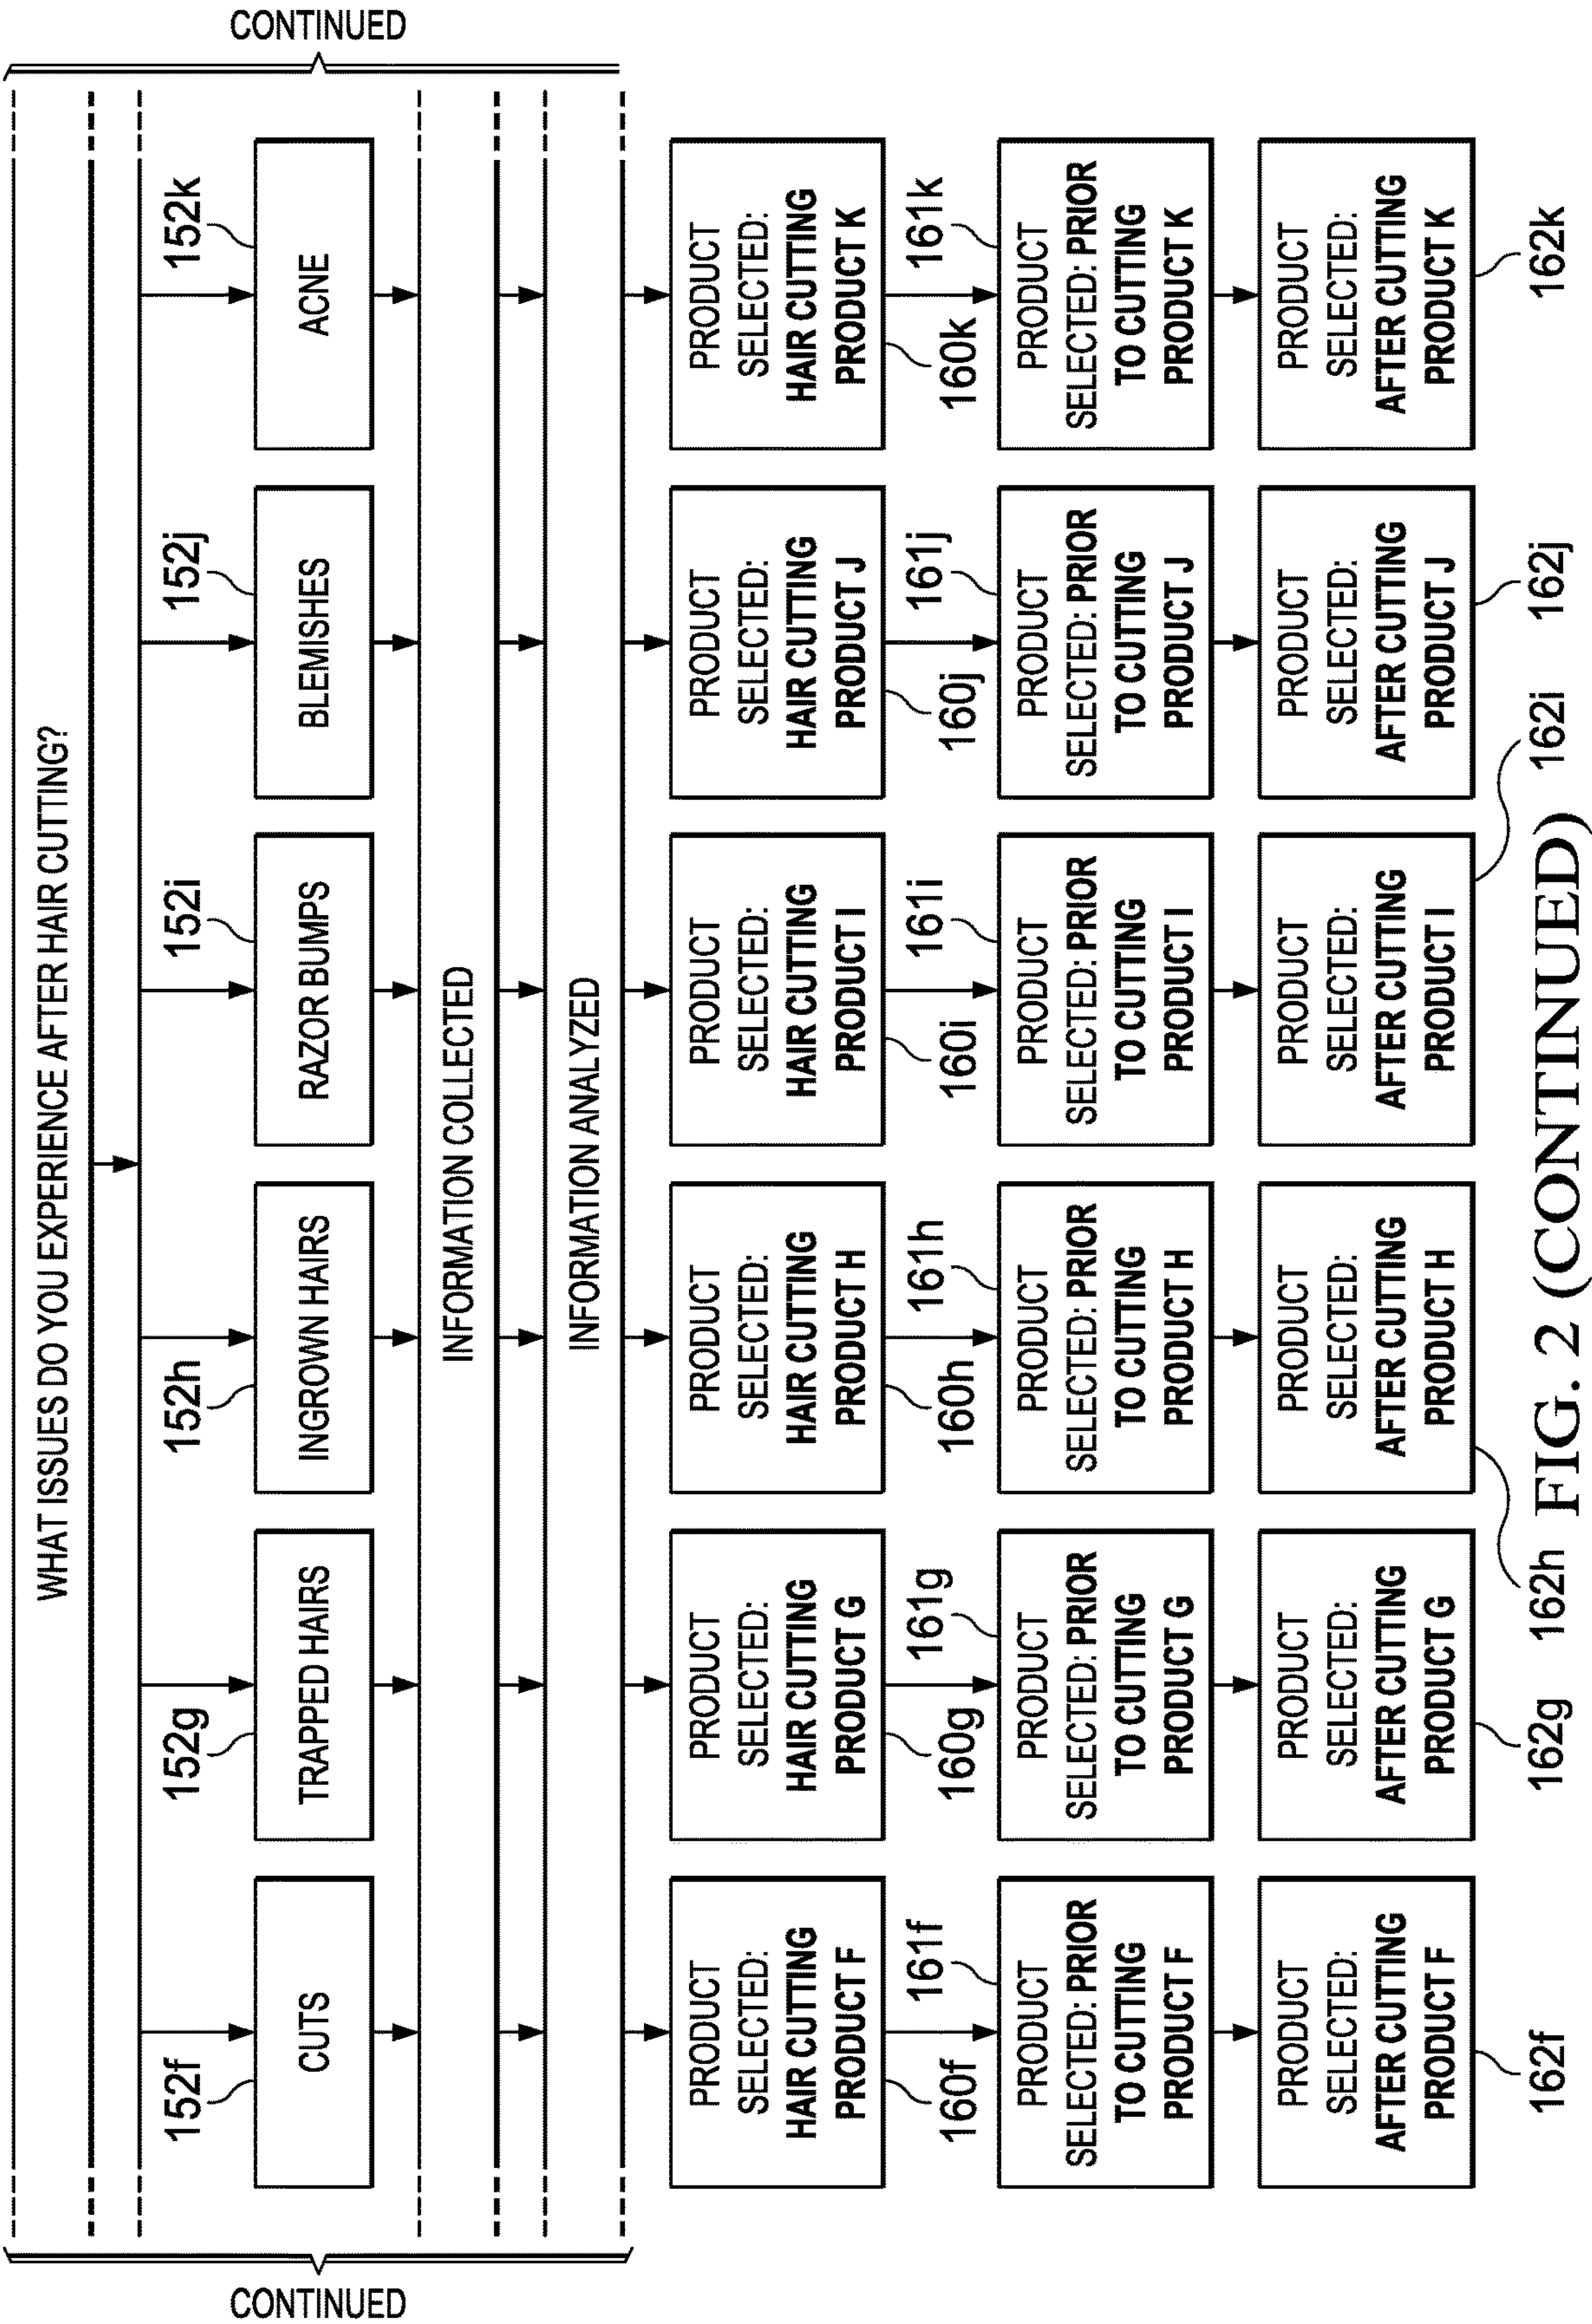 WHAT ISSUES DO YOU EXPERIENCE AFTER HAIR CUTTING?
CONTINUED
CONTINUED
152f
152g
152h
152i
152j
152k
CUTS
TRAPPED HAIRS
INGROWN HAIRS
RAZOR BUMPS
BLEMISHES
ACNE
INFORMATION COLLECTED
INFORMATION ANALYZED
PRODUCT
SELECTED:
HAIR CUTTING
PRODUCT F
PRODUCT
SELECTED:
HAIR CUTTING
PRODUCT G
PRODUCT
SELECTED:
HAIR CUTTING
PRODUCT H
PRODUCT
SELECTED:
HAIR CUTTING
PRODUCT I
PRODUCT
SELECTED:
HAIR CUTTING
PRODUCT J
PRODUCT
SELECTED:
HAIR CUTTING
PRODUCT K
160f
161f
160g
161g
160h
161h
160i
161i
160j
161j
160k
161k
PRODUCT
SELECTED: PRIOR
TO CUTTING
PRODUCT F
PRODUCT
SELECTED: PRIOR
TO CUTTING
PRODUCT G
PRODUCT
SELECTED: PRIOR
TO CUTTING
PRODUCT H
PRODUCT
SELECTED: PRIOR
TO CUTTING
PRODUCT I
PRODUCT
SELECTED: PRIOR
TO CUTTING
PRODUCT J
PRODUCT
SELECTED: PRIOR
TO CUTTING
PRODUCT K
PRODUCT
SELECTED:
AFTER CUTTING
PRODUCT F
PRODUCT
SELECTED:
AFTER CUTTING
PRODUCT G
PRODUCT
SELECTED:
AFTER CUTTING
PRODUCT H
PRODUCT
SELECTED:
AFTER CUTTING
PRODUCT I
PRODUCT
SELECTED:
AFTER CUTTING
PRODUCT J
PRODUCT
SELECTED:
AFTER CUTTING
PRODUCT K
162f
162g
162h
162i
162j
162k
FIG. 2 (CONTINUED)